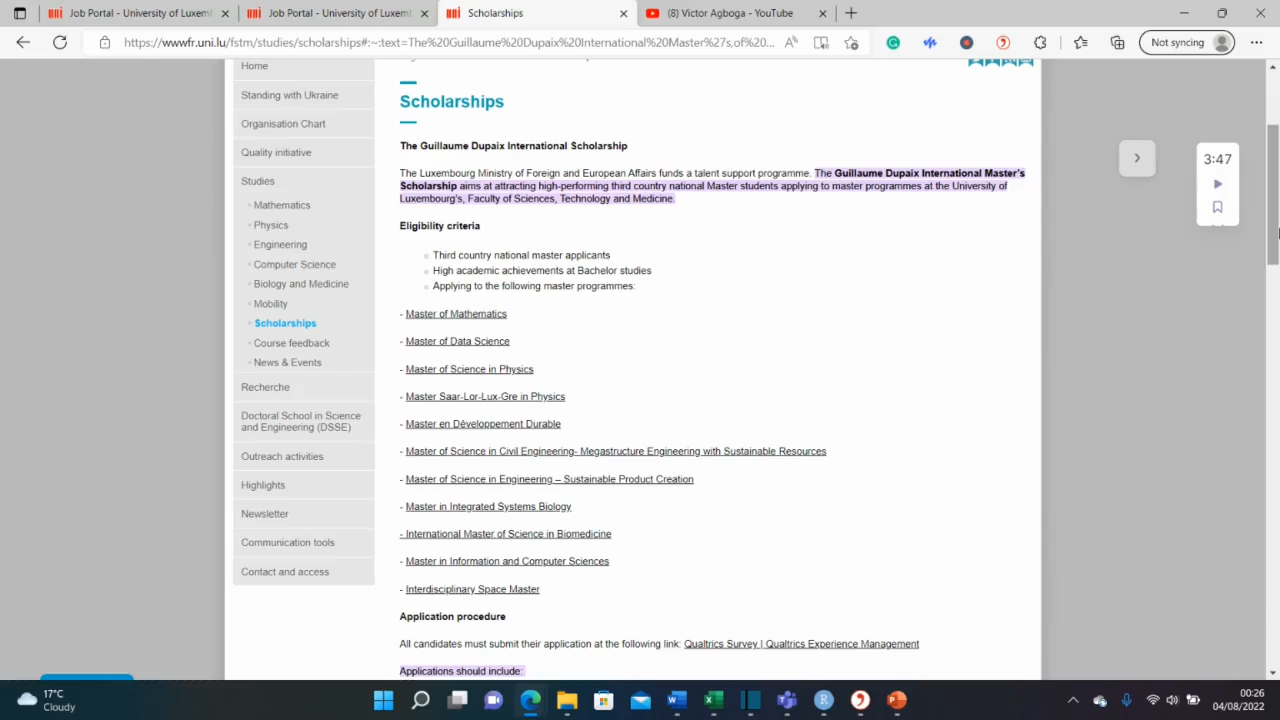 Job Portal - University of Luxeml
Job Portal - University of Luxeml
Scholarships
(8) Victor Agboga - YouTube
https://wwwfr.uni.lu/fstm/studies/scholarships#:~:text=The%20Guillaume%20Dupaix%20International%20Master%27s,of%20...
Not syncing
Home
Standing with Ukraine
Organisation Chart
Quality initiative
Studies
Mathematics
Physics
Engineering
Computer Science
Biology and Medicine
Mobility
Scholarships
Course feedback
News & Events
Recherche
Doctoral School in Science
and Engineering (DSSE)
Outreach activities
Highlights
Newsletter
Communication tools
Contact and access
Scholarships
The Guillaume Dupaix International Scholarship
The Luxembourg Ministry of Foreign and European Affairs funds a talent support programme. The Guillaume Dupaix International Master's
Scholarship aims at attracting high-performing third country national Master students applying to master programmes at the University of
Luxembourg's, Faculty of Sciences, Technology and Medicine.
Eligibility criteria
Third country national master applicants
High academic achievements at Bachelor studies
Applying to the following master programmes:
- Master of Mathematics
- Master of Data Science
- Master of Science in Physics
- Master Saar-Lor-Lux-Gre in Physics
- Master en Développement Durable
- Master of Science in Civil Engineering- Megastructure Engineering with Sustainable Resources
- Master of Science in Engineering – Sustainable Product Creation
- Master in Integrated Systems Biology
- International Master of Science in Biomedicine
- Master in Information and Computer Sciences
- Interdisciplinary Space Master
Application procedure
All candidates must submit their application at the following link: Qualtrics Survey | Qualtrics Experience Management
Applications should include:
3:47
17°C
Cloudy
00:26
04/08/2022